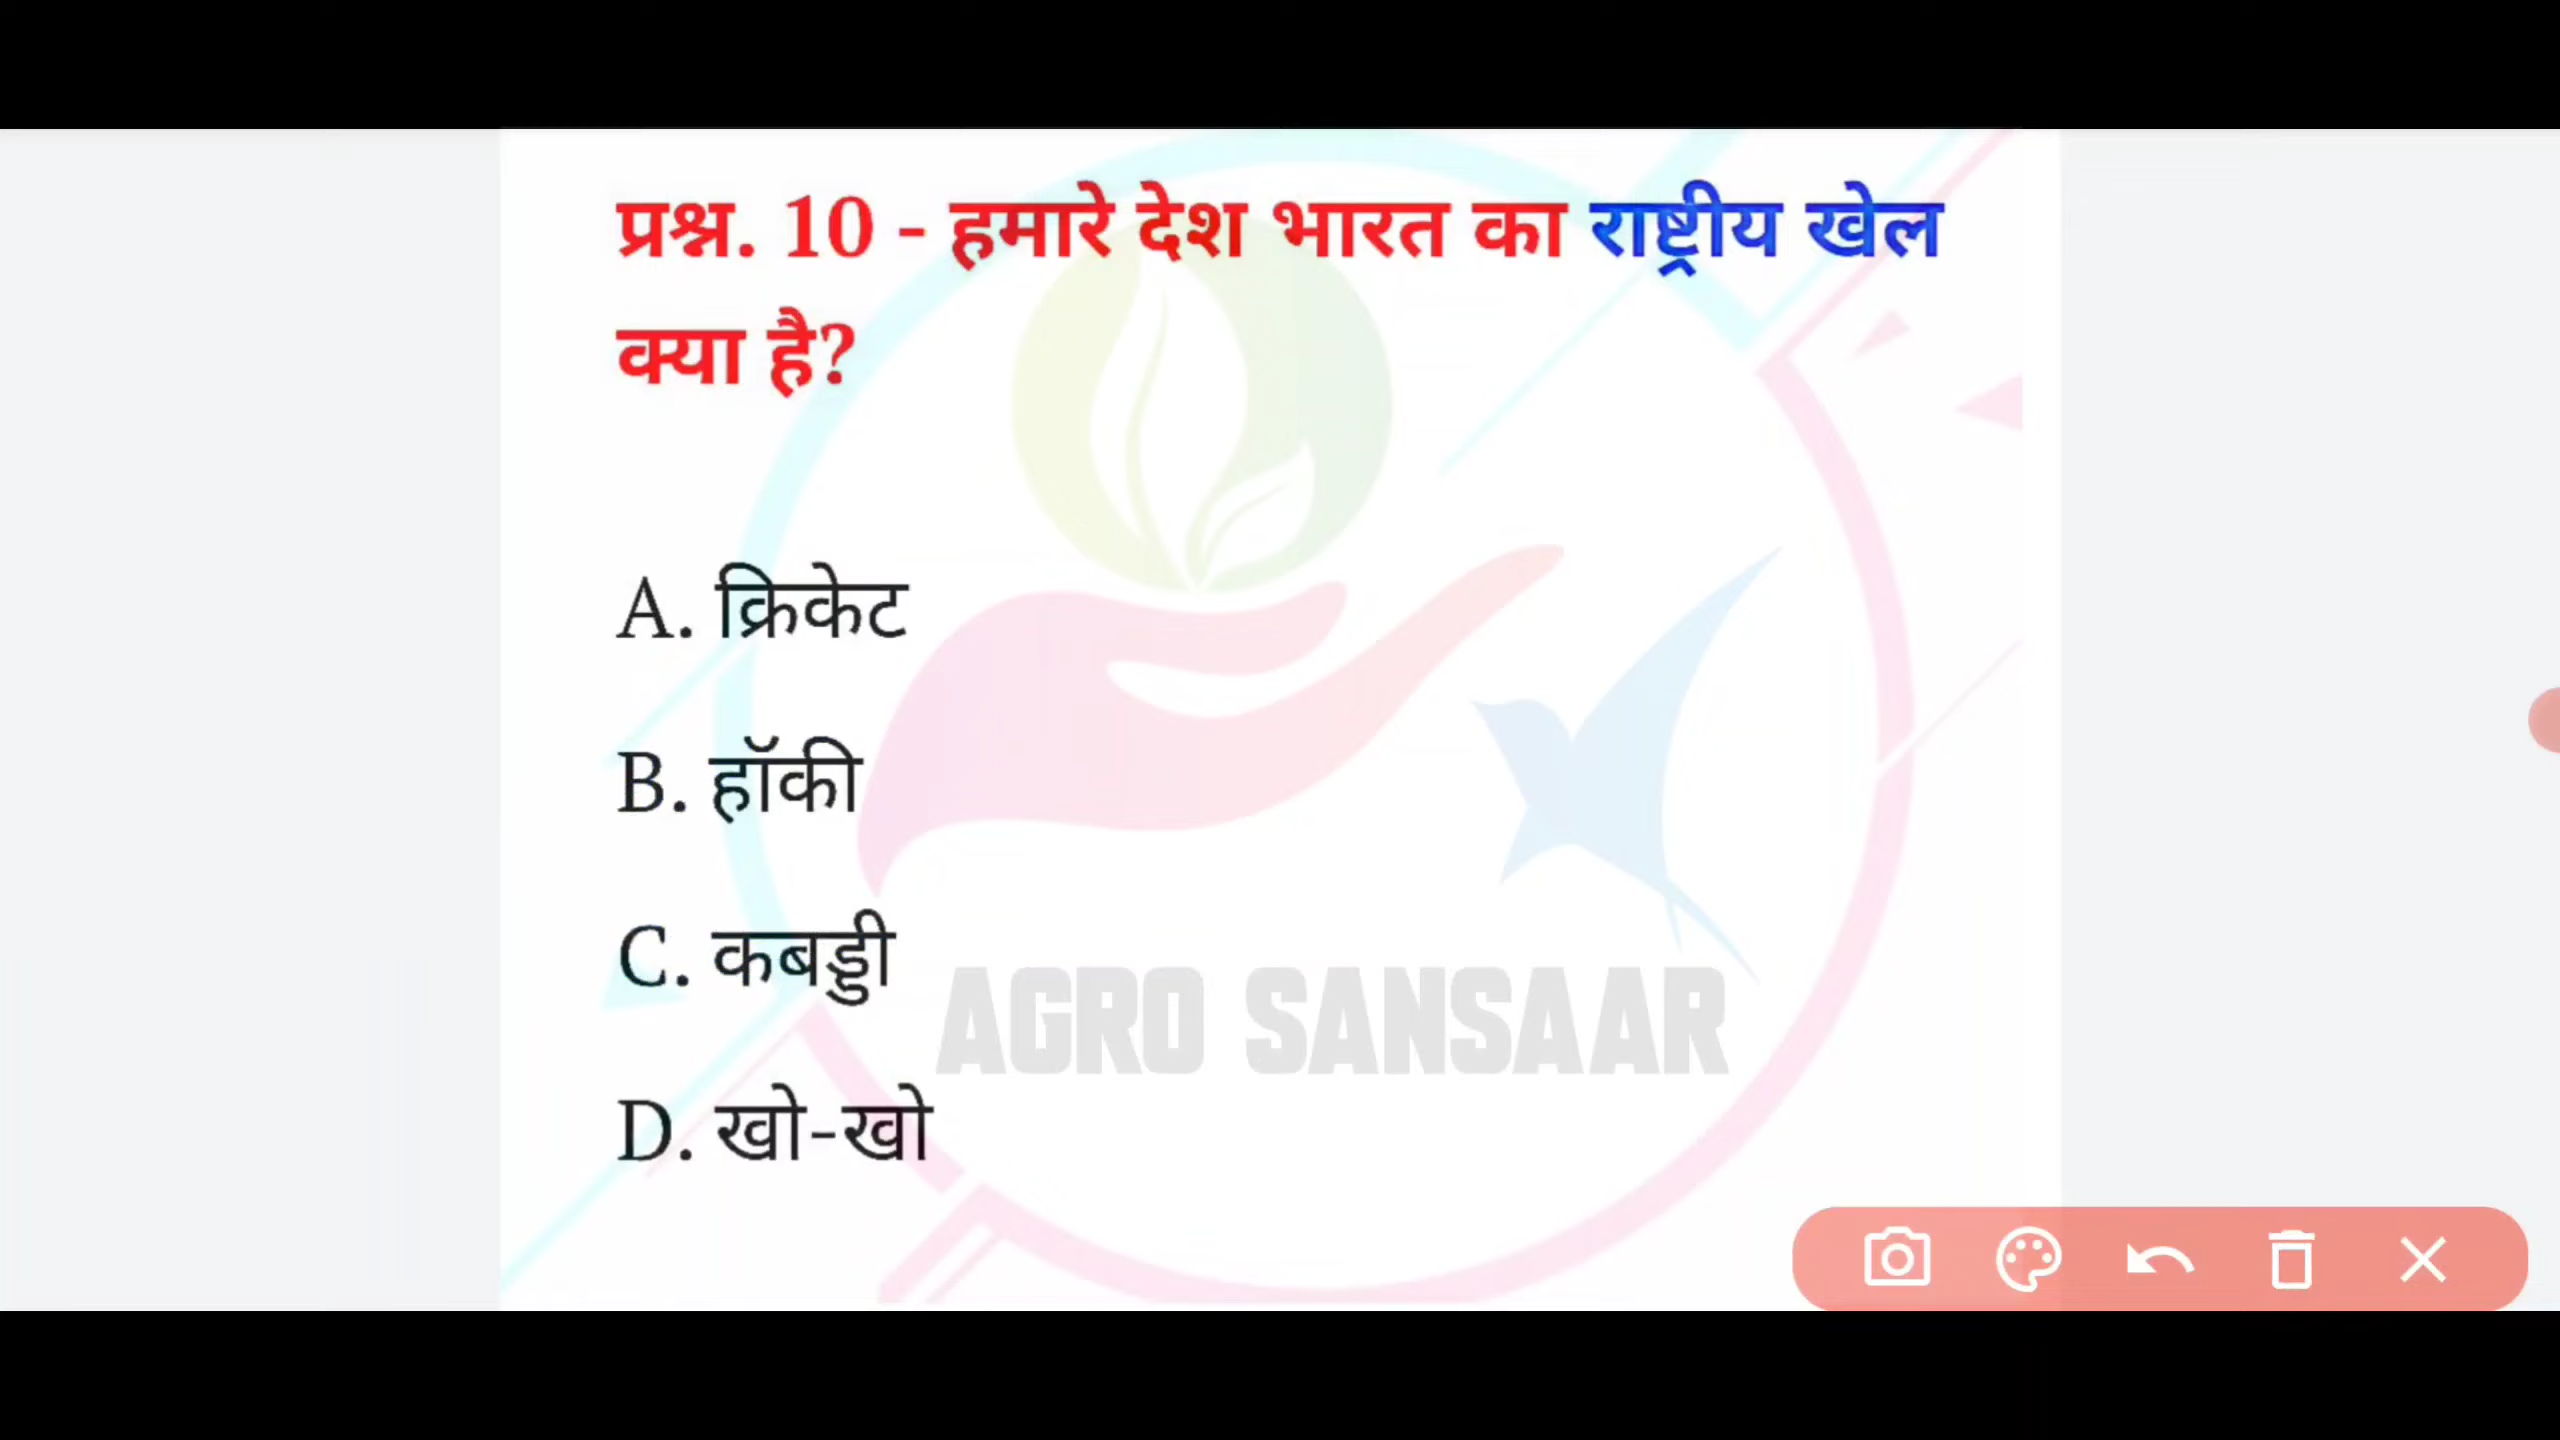 प्रश्न. 10 - हमारे देश भारत का राष्ट्रीय खेल
क्या है?
A. क्रिकेट
B. हॉकी
C. कबड्डी
D. खो-खो
AGRO SANSAAR